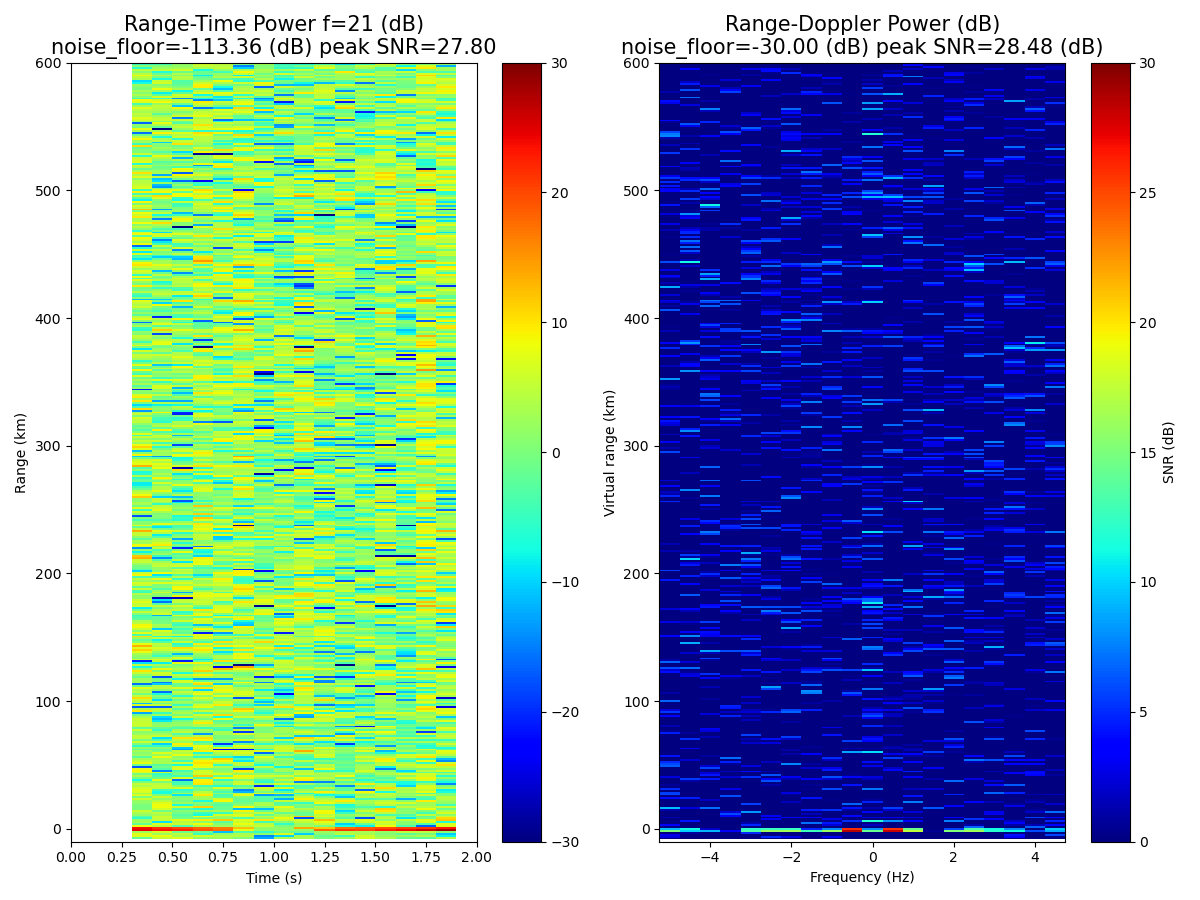 Range-Time Power f=21 (dB)
noise_floor=-113.36 (dB) peak SNR=27.80
Range (km)
600
500
400
300
200
100
0
0.00 0.25 0.50 0.75 1.00 1.25 1.50 1.75 2.00
Time (s)
30
20
10
0
−10
−20
−30
Range-Doppler Power (dB)
noise_floor=-30.00 (dB) peak SNR=28.48 (dB)
Virtual range (km)
600
500
400
300
200
100
0
−4 −2 0 2 4
Frequency (Hz)
30
25
20
15
10
5
0
SNR (dB)